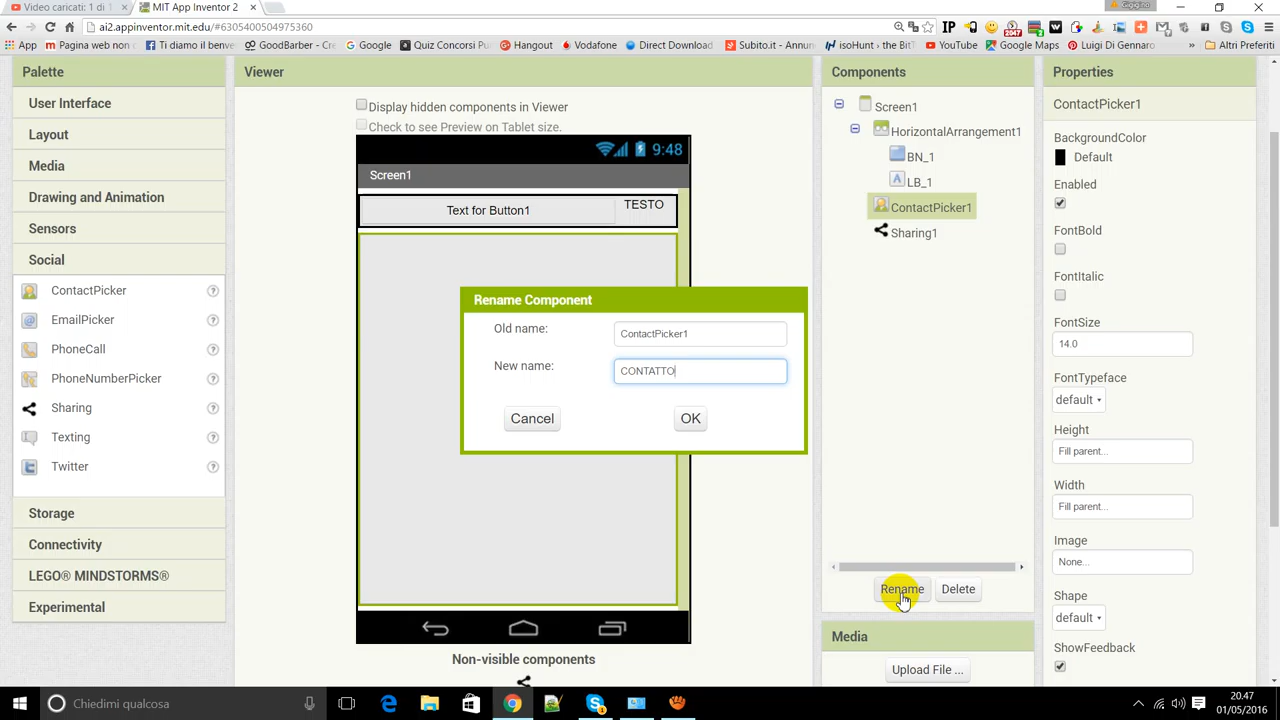 Video caricati: 1 di 1
MIT App Inventor 2
Gigigno
ai2.appinventor.mit.edu/#6305400504975360
IP
2047
App
Pagina web non di
Ti diamo il benve
GoodBarber - Cre
Google
Quiz Concorsi Pu
Hangout
Vodafone
Direct Download
Subito.it - Annun
isoHunt - the BitT
YouTube
Google Maps
Luigi Di Gennaro
» Altri Preferiti
Palette
Viewer
Components
Properties
User Interface
Layout
Media
Drawing and Animation
Sensors
Social
ContactPicker
EmailPicker
PhoneCall
PhoneNumberPicker
Sharing
Texting
Twitter
Storage
Connectivity
LEGO® MINDSTORMS®
Experimental
Display hidden components in Viewer
Check to see Preview on Tablet size.
9:48
Screen1
Text for Button1
TESTO
Rename Component
Old name:
ContactPicker1
New name:
CONTATTO
Cancel
OK
Non-visible components
Screen1
HorizontalArrangement1
BN_1
LB_1
ContactPicker1
Sharing1
Rename
Delete
Media
Upload File ...
ContactPicker1
BackgroundColor
Default
Enabled
FontBold
FontItalic
FontSize
14.0
FontTypeface
default
Height
Fill parent...
Width
Fill parent...
Image
None...
Shape
default
ShowFeedback
Chiedimi qualcosa
20.47
01/05/2016